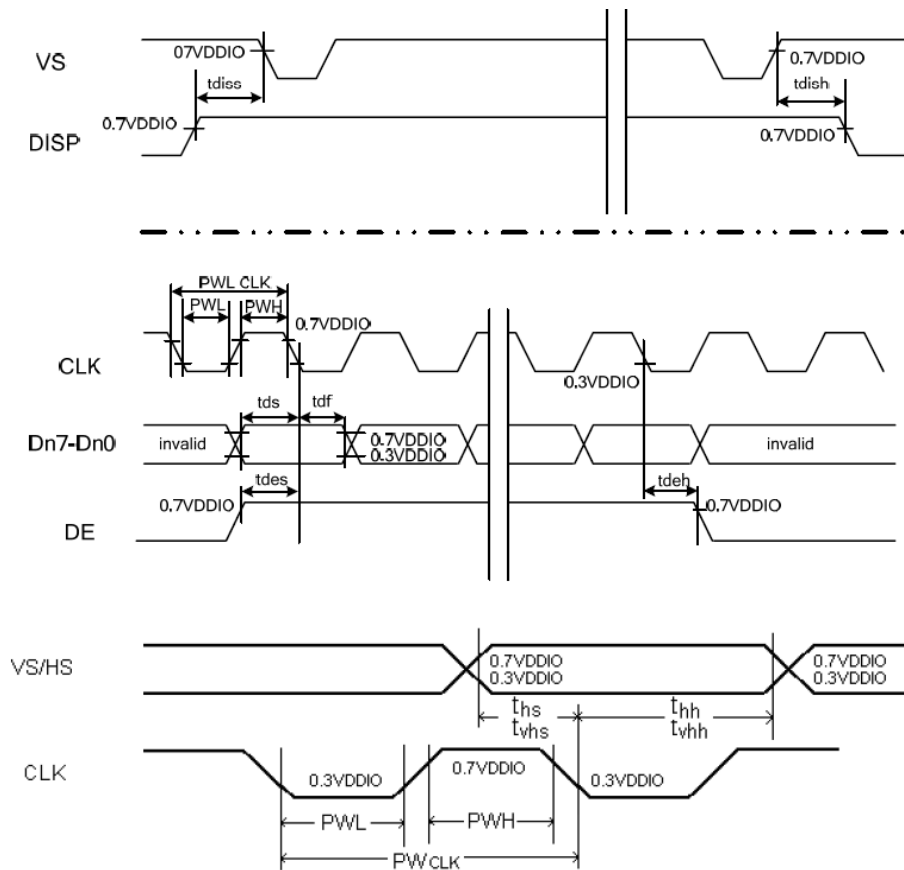 VS
07VDDIO
0.7VDDIO
tdiss
tdish
0.7VDDIO
0.7VDDIO
DISP
PWL CLK
PWL
PWH
0.7VDDIO
CLK
0.3VDDIO
tds
tdf
Dn7-Dn0
invalid
0.7VDDIO
0.3VDDIO
invalid
tdes
tdeh
0.7VDDIO
0.7VDDIO
DE
VS/HS
0.7VDDIO
0.3VDDIO
0.7VDDIO
0.3VDDIO
ths
tvhs
thh
tvhh
CLK
0.3VDDIO
0.7VDDIO
0.3VDDIO
PWL
PWH
PWCLK